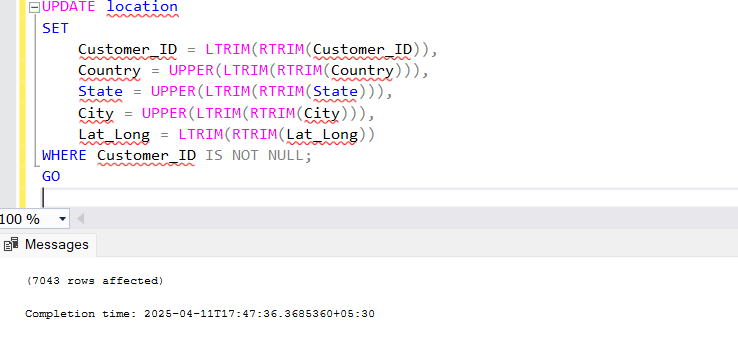 UPDATE location
SET
Customer_ID = LTRIM(RTRIM(Customer_ID)),
Country = UPPER(LTRIM(RTRIM(Country))),
State = UPPER(LTRIM(RTRIM(State))),
City = UPPER(LTRIM(RTRIM(City))),
Lat_Long = LTRIM(RTRIM(Lat_Long))
WHERE Customer_ID IS NOT NULL;
GO
100 %
Messages
(7043 rows affected)
Completion time: 2025-04-11T17:47:36.3685360+05:30